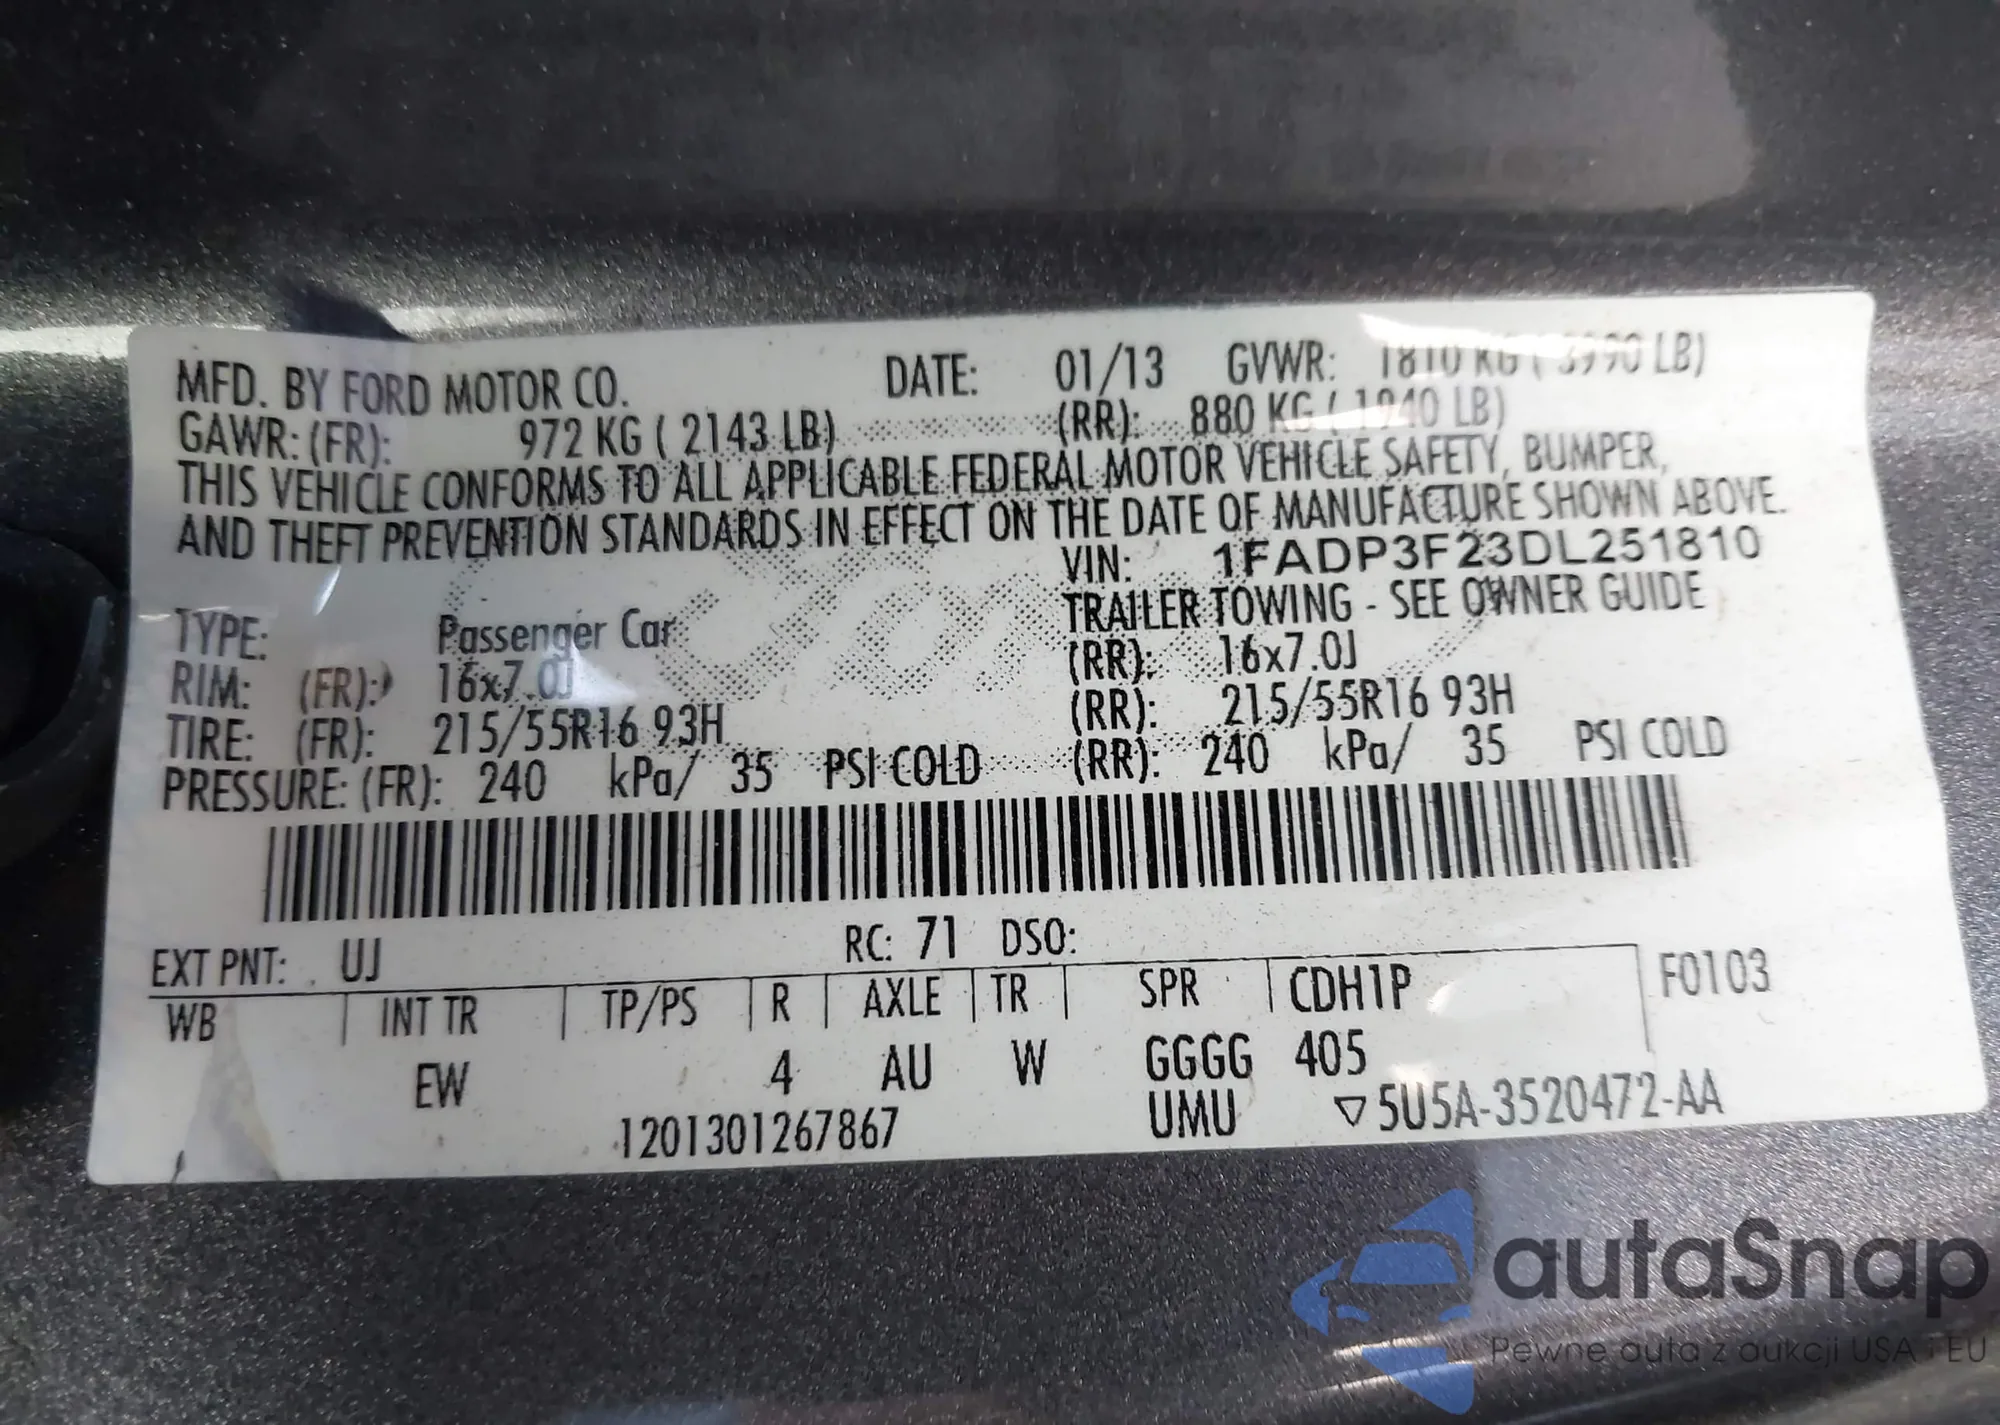 MFD. BY FORD MOTOR CO. DATE: 01/13 GVWR: 1810 KG ( 3990 LB)
GAWR: (FR): 972 KG ( 2143 LB) (RR): 880 KG ( 1940 LB)
THIS VEHICLE CONFORMS TO ALL APPLICABLE FEDERAL MOTOR VEHICLE SAFETY, BUMPER,
AND THEFT PREVENTION STANDARDS IN EFFECT ON THE DATE OF MANUFACTURE SHOWN ABOVE.
VIN: 1FADP3F23DL251810
TYPE: Passenger Car TRAILER TOWING - SEE OWNER GUIDE
RIM: (FR): 16x7.0J (RR): 16x7.0J
TIRE: (FR): 215/55R16 93H (RR): 215/55R16 93H
PRESSURE: (FR): 240 kPa/ 35 PSI COLD (RR): 240 kPa/ 35 PSI COLD
EXT PNT: UJ RC: 71 DSO:
WB INT TR TP/PS R AXLE TR SPR CDH1P F0103
EW 4 AU W GGGG 405
1201301267867 UMU ▽5U5A-3520472-AA
autaSnap
Pewne auta z aukcji USA i EU